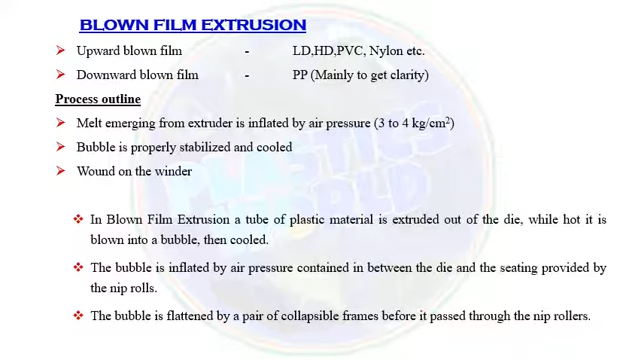 BLOWN FILM EXTRUSION
➢ Upward blown film - LD,HD,PVC, Nylon etc.
➢ Downward blown film - PP (Mainly to get clarity)
Process outline
➢ Melt emerging from extruder is inflated by air pressure (3 to 4 kg/cm²)
➢ Bubble is properly stabilized and cooled
➢ Wound on the winder
❖ In Blown Film Extrusion a tube of plastic material is extruded out of the die, while hot it is
blown into a bubble, then cooled.
❖ The bubble is inflated by air pressure contained in between the die and the seating provided by
the nip rolls.
❖ The bubble is flattened by a pair of collapsible frames before it passed through the nip rollers.
PLASTICS
WORLD